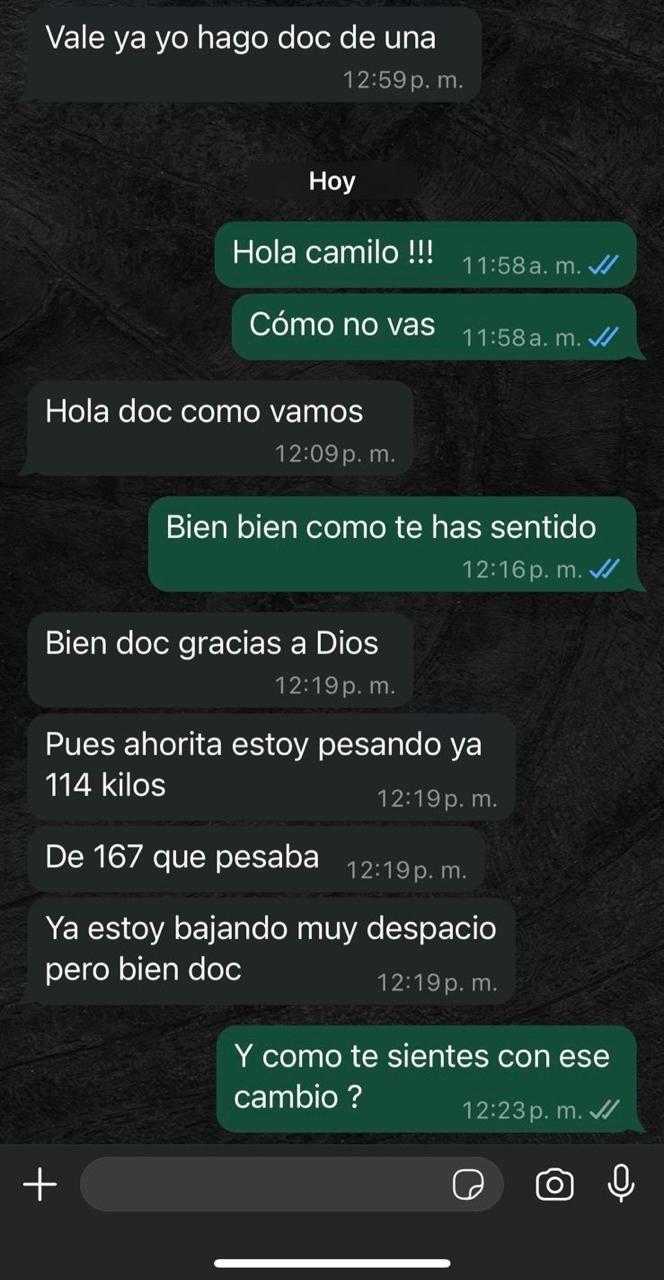 Vale ya yo hago doc de una
12:59 p. m.
Hoy
Hola camilo !!!
11:58 a. m.
Cómo no vas
11:58 a. m.
Hola doc como vamos
12:09 p. m.
Bien bien como te has sentido
12:16 p. m.
Bien doc gracias a Dios
12:19 p. m.
Pues ahorita estoy pesando ya
114 kilos
12:19 p. m.
De 167 que pesaba
12:19 p. m.
Ya estoy bajando muy despacio
pero bien doc
12:19 p. m.
Y como te sientes con ese
cambio ?
12:23 p. m.